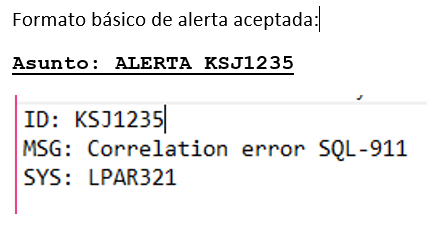 Formato básico de alerta aceptada:
Asunto: ALERTA KSJ1235
ID: KSJ1235
MSG: Correlation error SQL-911
SYS: LPAR321